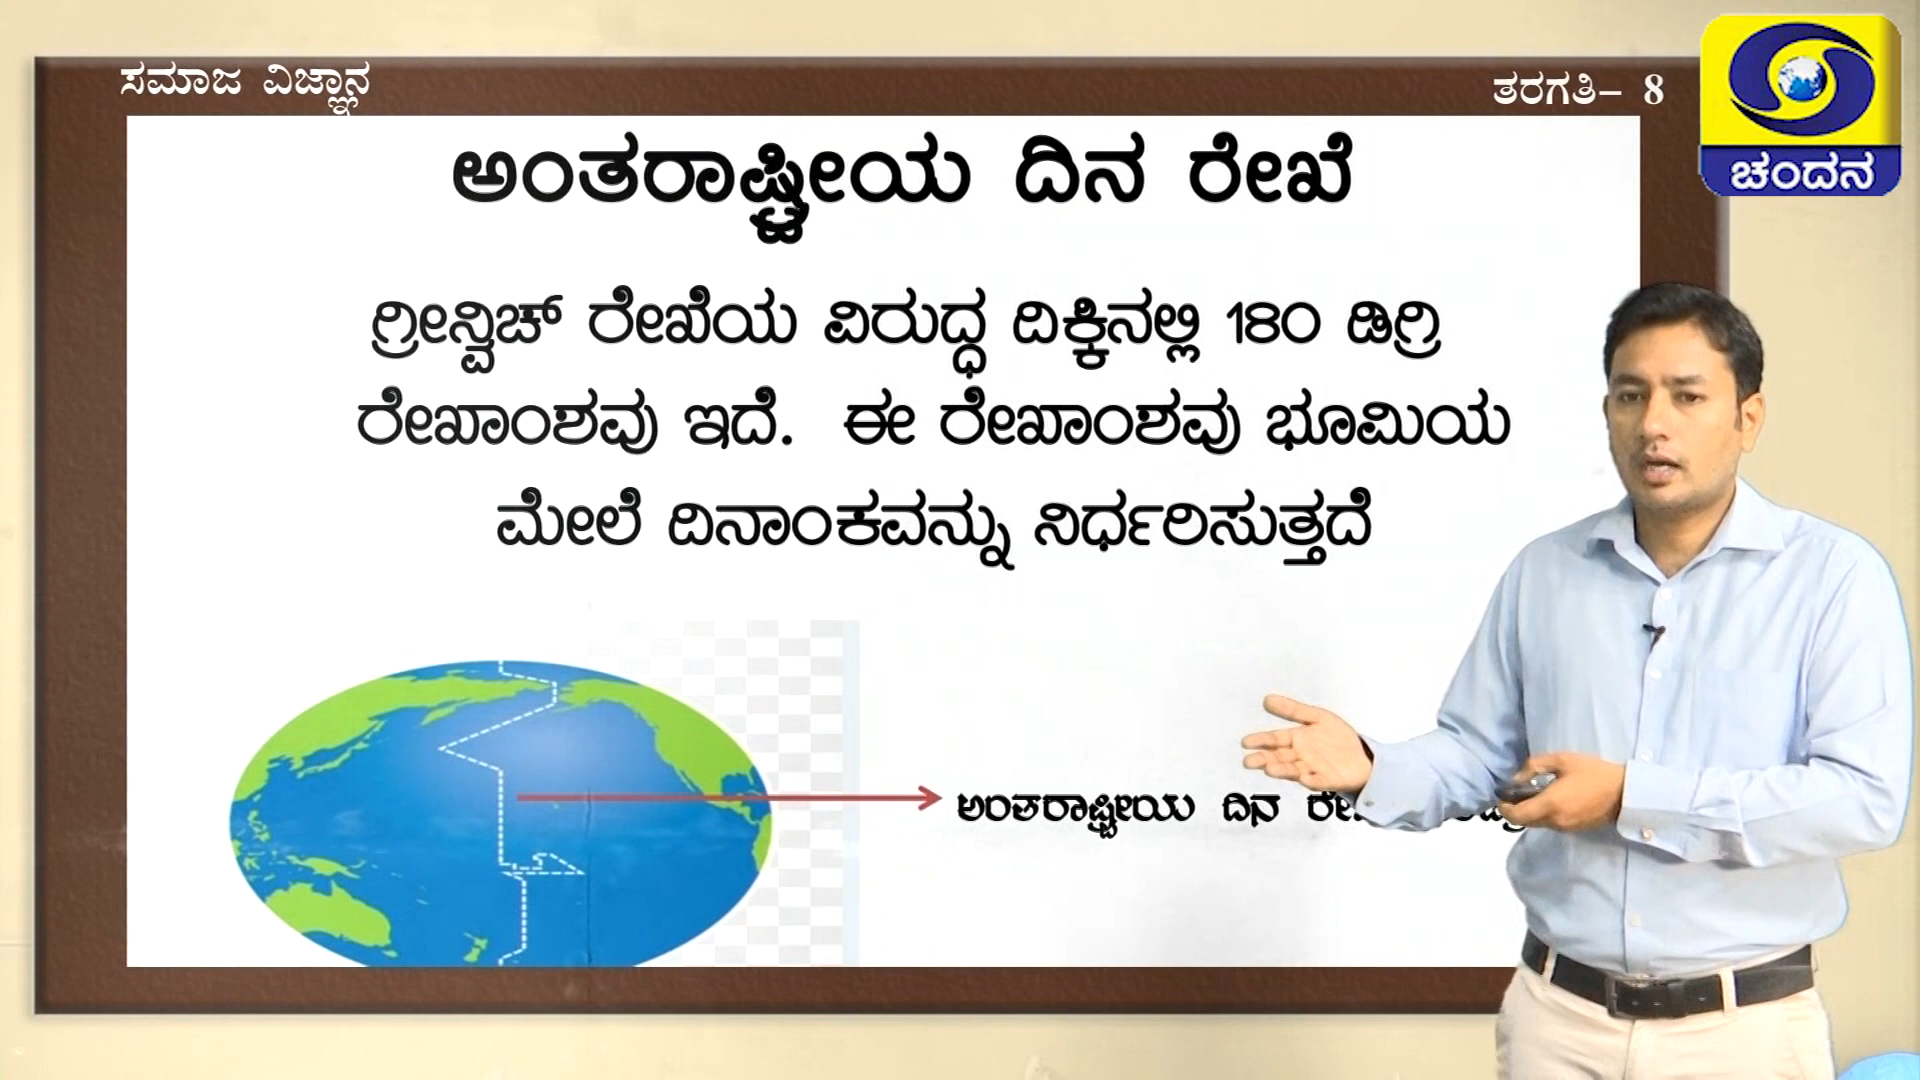 ಸಮಾಜ ವಿಜ್ಞಾನ
ತರಗತಿ– 8
ಚಂದನ
ಅಂತರಾಷ್ಟ್ರೀಯ ದಿನ ರೇಖೆ
ಗ್ರೀನ್ವಿಚ್ ರೇಖೆಯ ವಿರುದ್ಧ ದಿಕ್ಕಿನಲ್ಲಿ 180 ಡಿಗ್ರಿ
ರೇಖಾಂಶವು ಇದೆ. ಈ ರೇಖಾಂಶವು ಭೂಮಿಯ
ಮೇಲೆ ದಿನಾಂಕವನ್ನು ನಿರ್ಧರಿಸುತ್ತದೆ
ಅಂತರಾಷ್ಟ್ರೀಯ ದಿನ